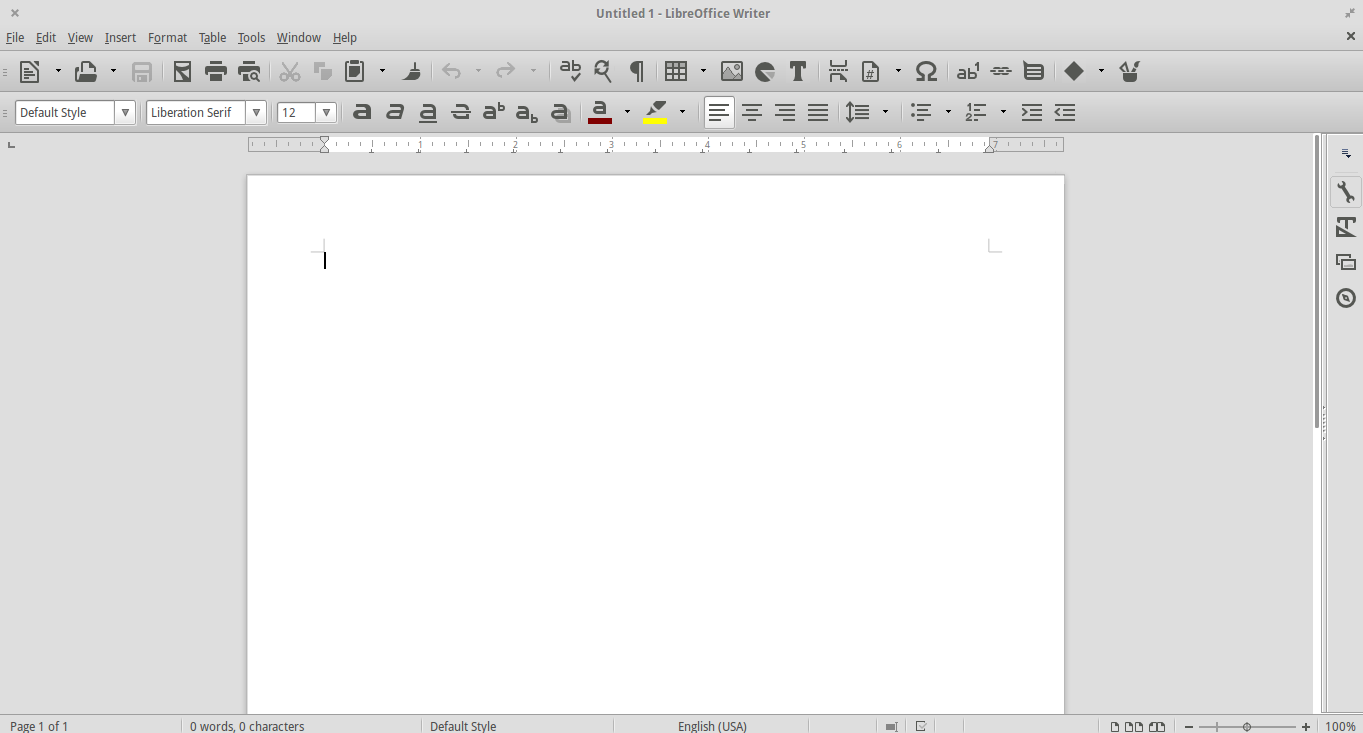 Untitled 1 - LibreOffice Writer
File Edit View Insert Format Table Tools Window Help
Default Style Liberation Serif 12
1 2 3 4 5 6 7
Page 1 of 1 0 words, 0 characters Default Style English (USA) 100%